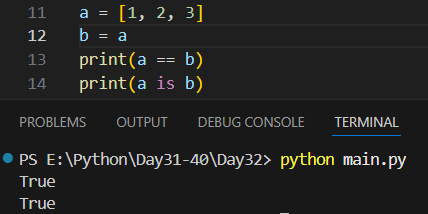 11 a = [1, 2, 3]
12 b = a
13 print(a == b)
14 print(a is b)
PROBLEMS OUTPUT DEBUG CONSOLE TERMINAL
PS E:\Python\Day31-40\Day32> python main.py
True
True